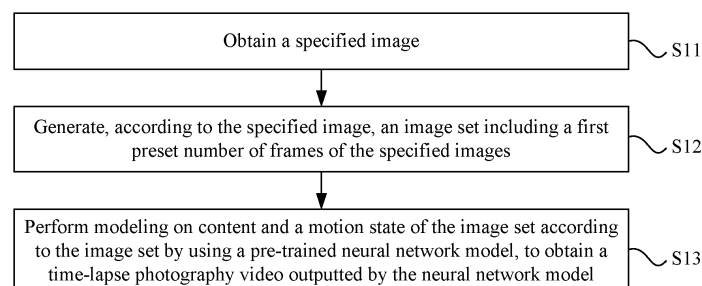 Obtain a specified image
S11
Generate, according to the specified image, an image set including a first
preset number of frames of the specified images
S12
Perform modeling on content and a motion state of the image set according
to the image set by using a pre-trained neural network model, to obtain a
time-lapse photography video outputted by the neural network model
S13